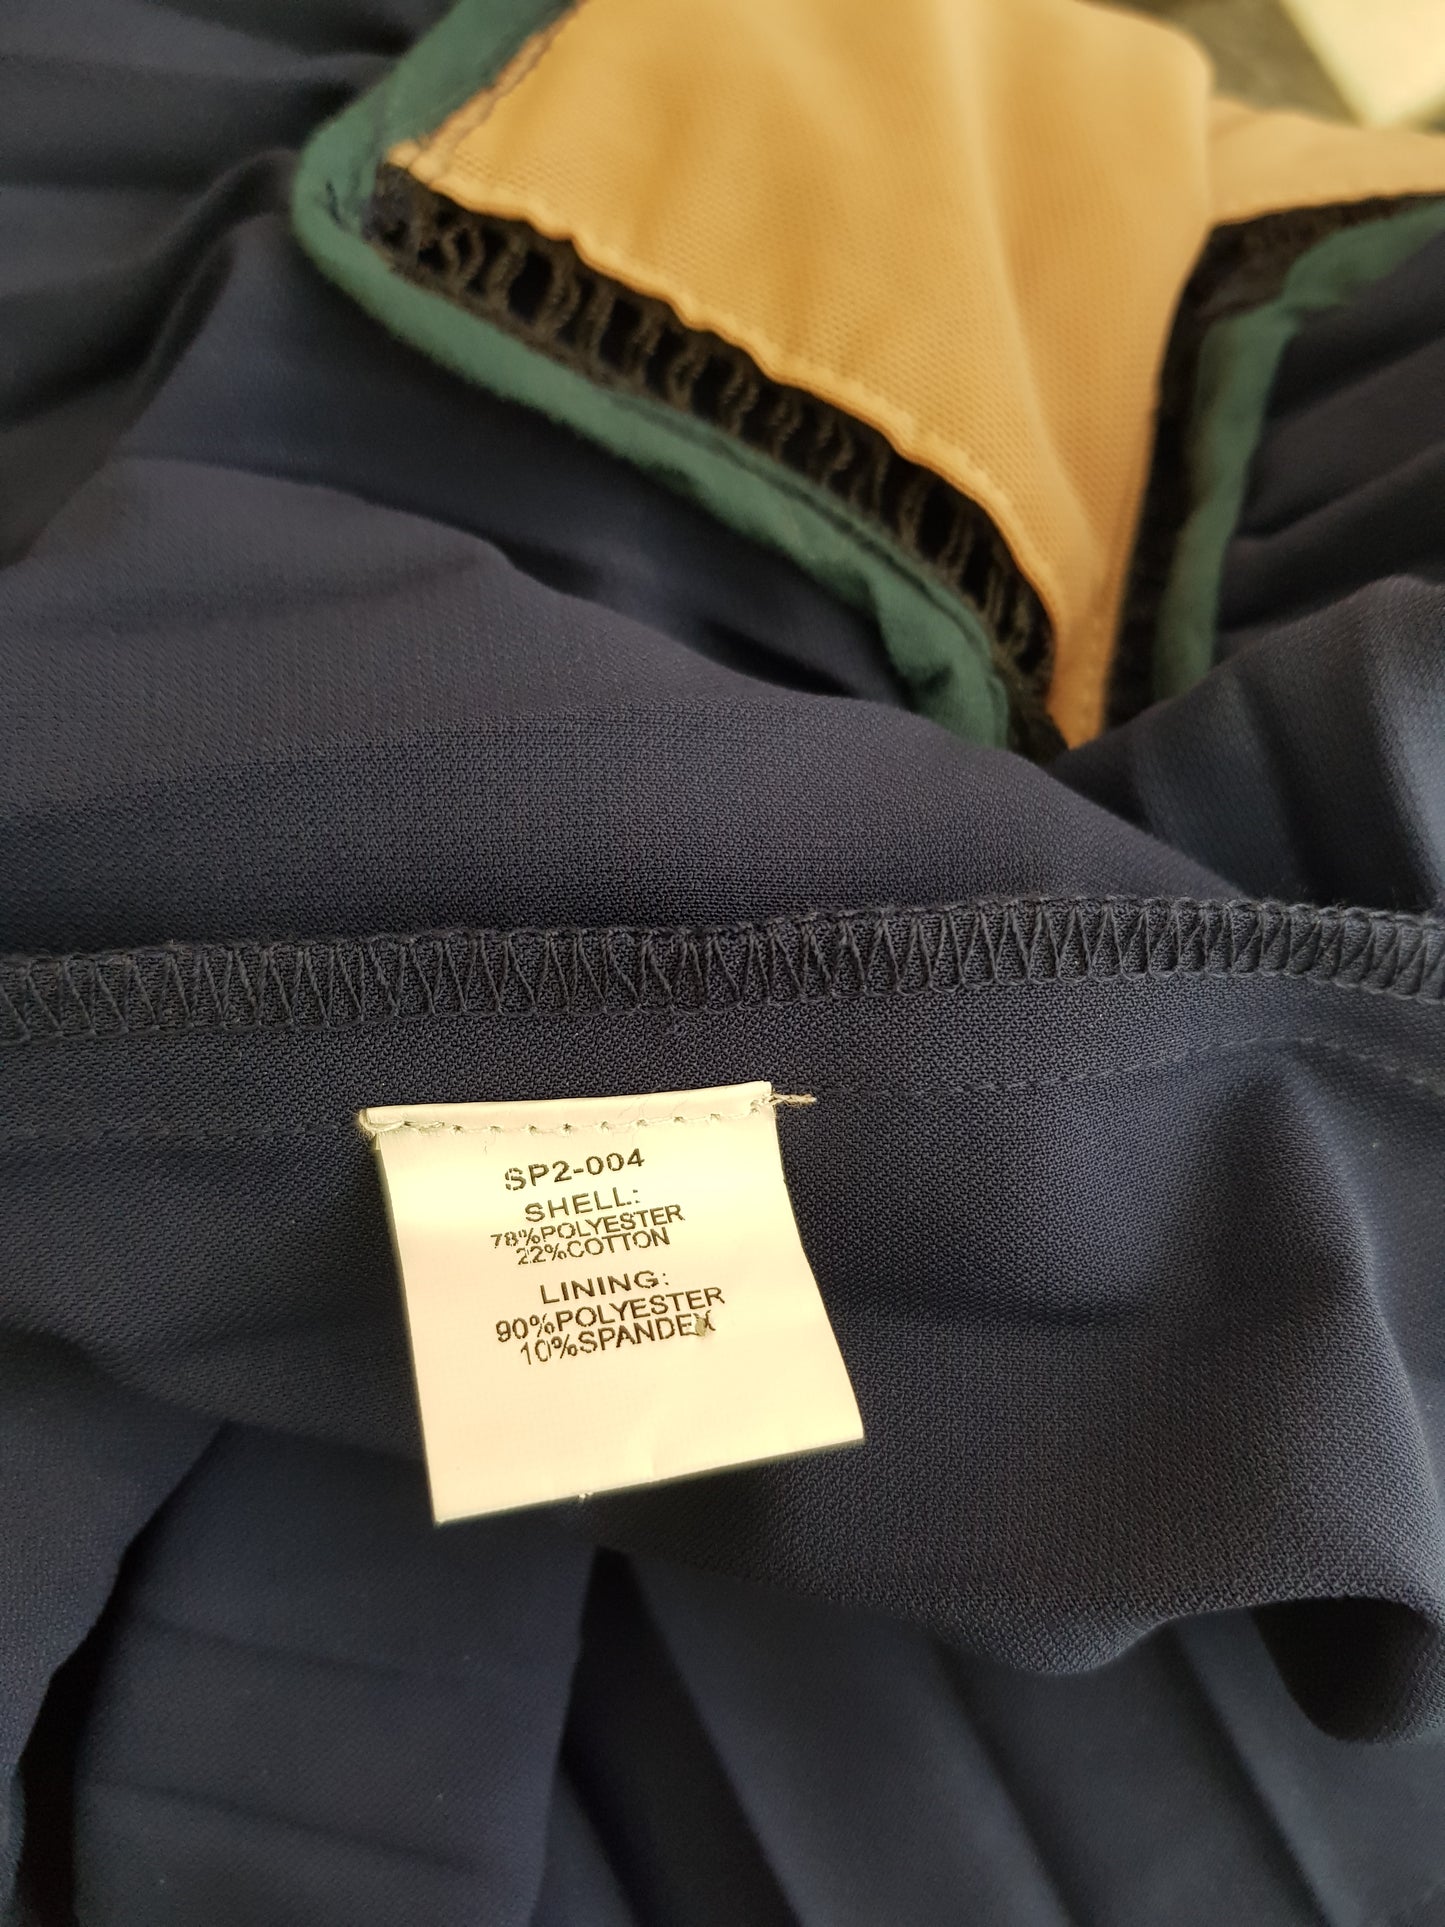 SP2-004
SHELL:
78%POLYESTER
22%COTTON
LINING:
90%POLYESTER
10%SPANDEX